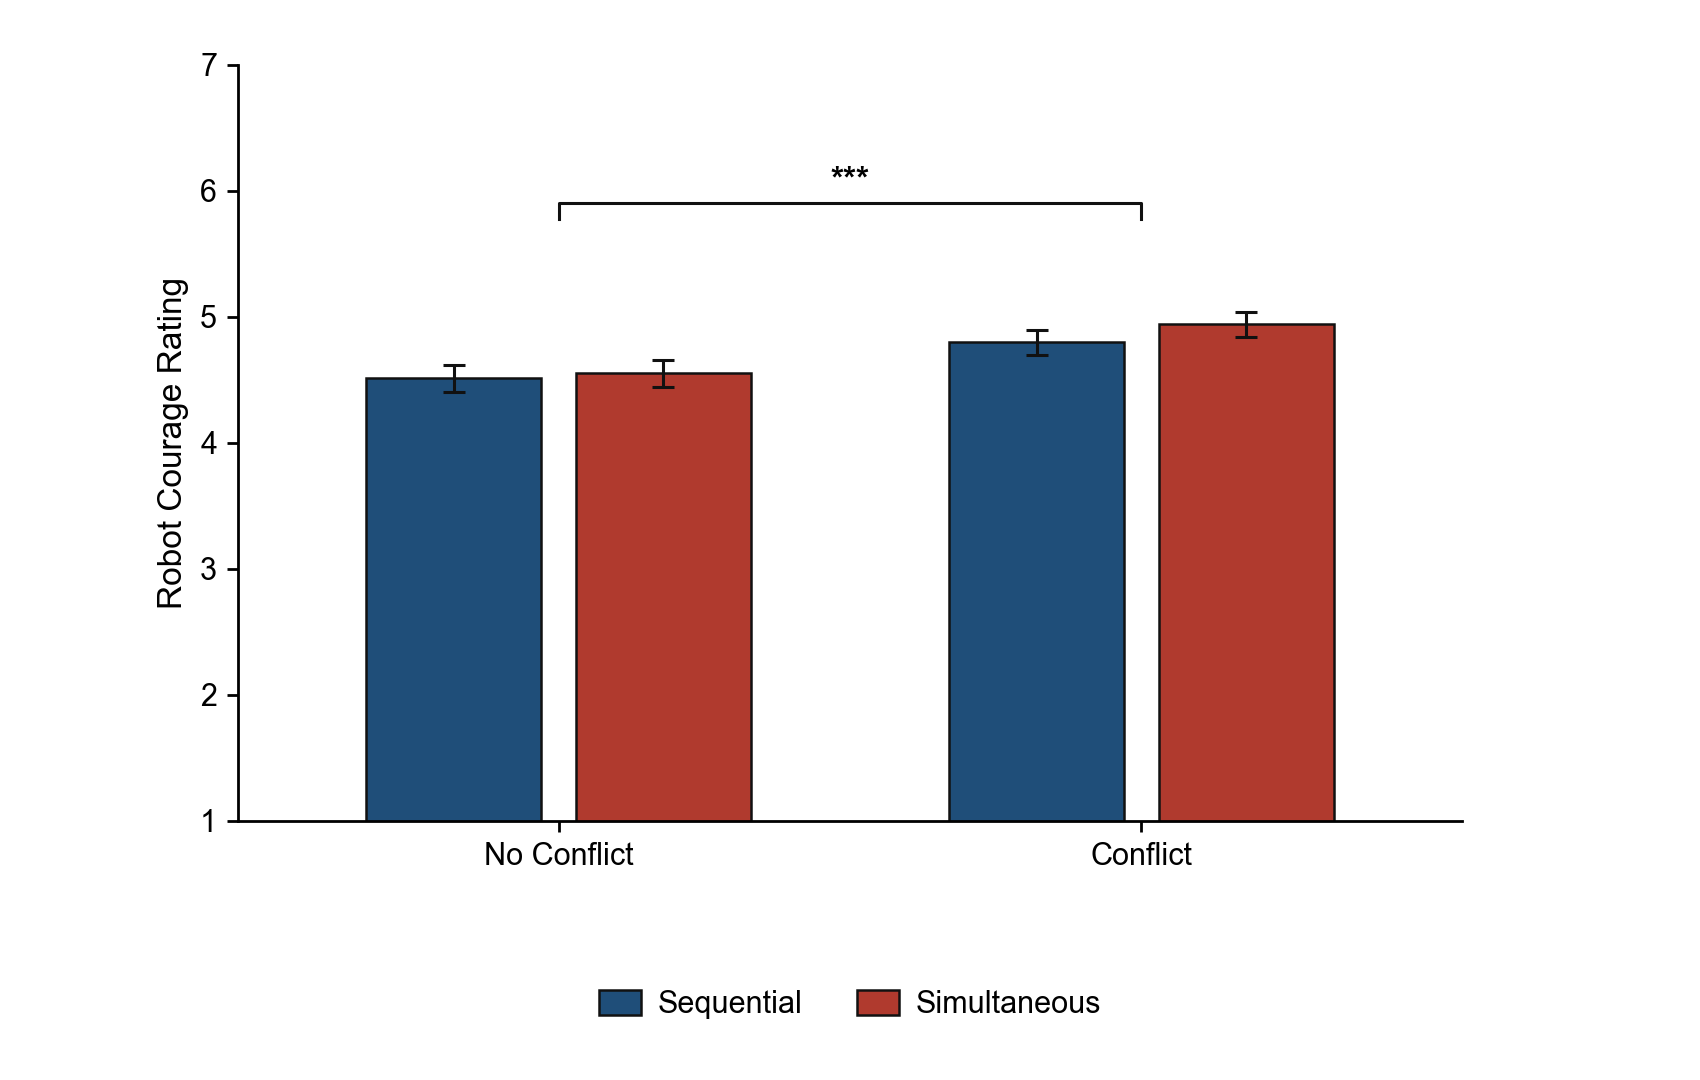 7
6
5
4
3
2
1
Robot Courage Rating
***
No Conflict
Conflict
Sequential
Simultaneous